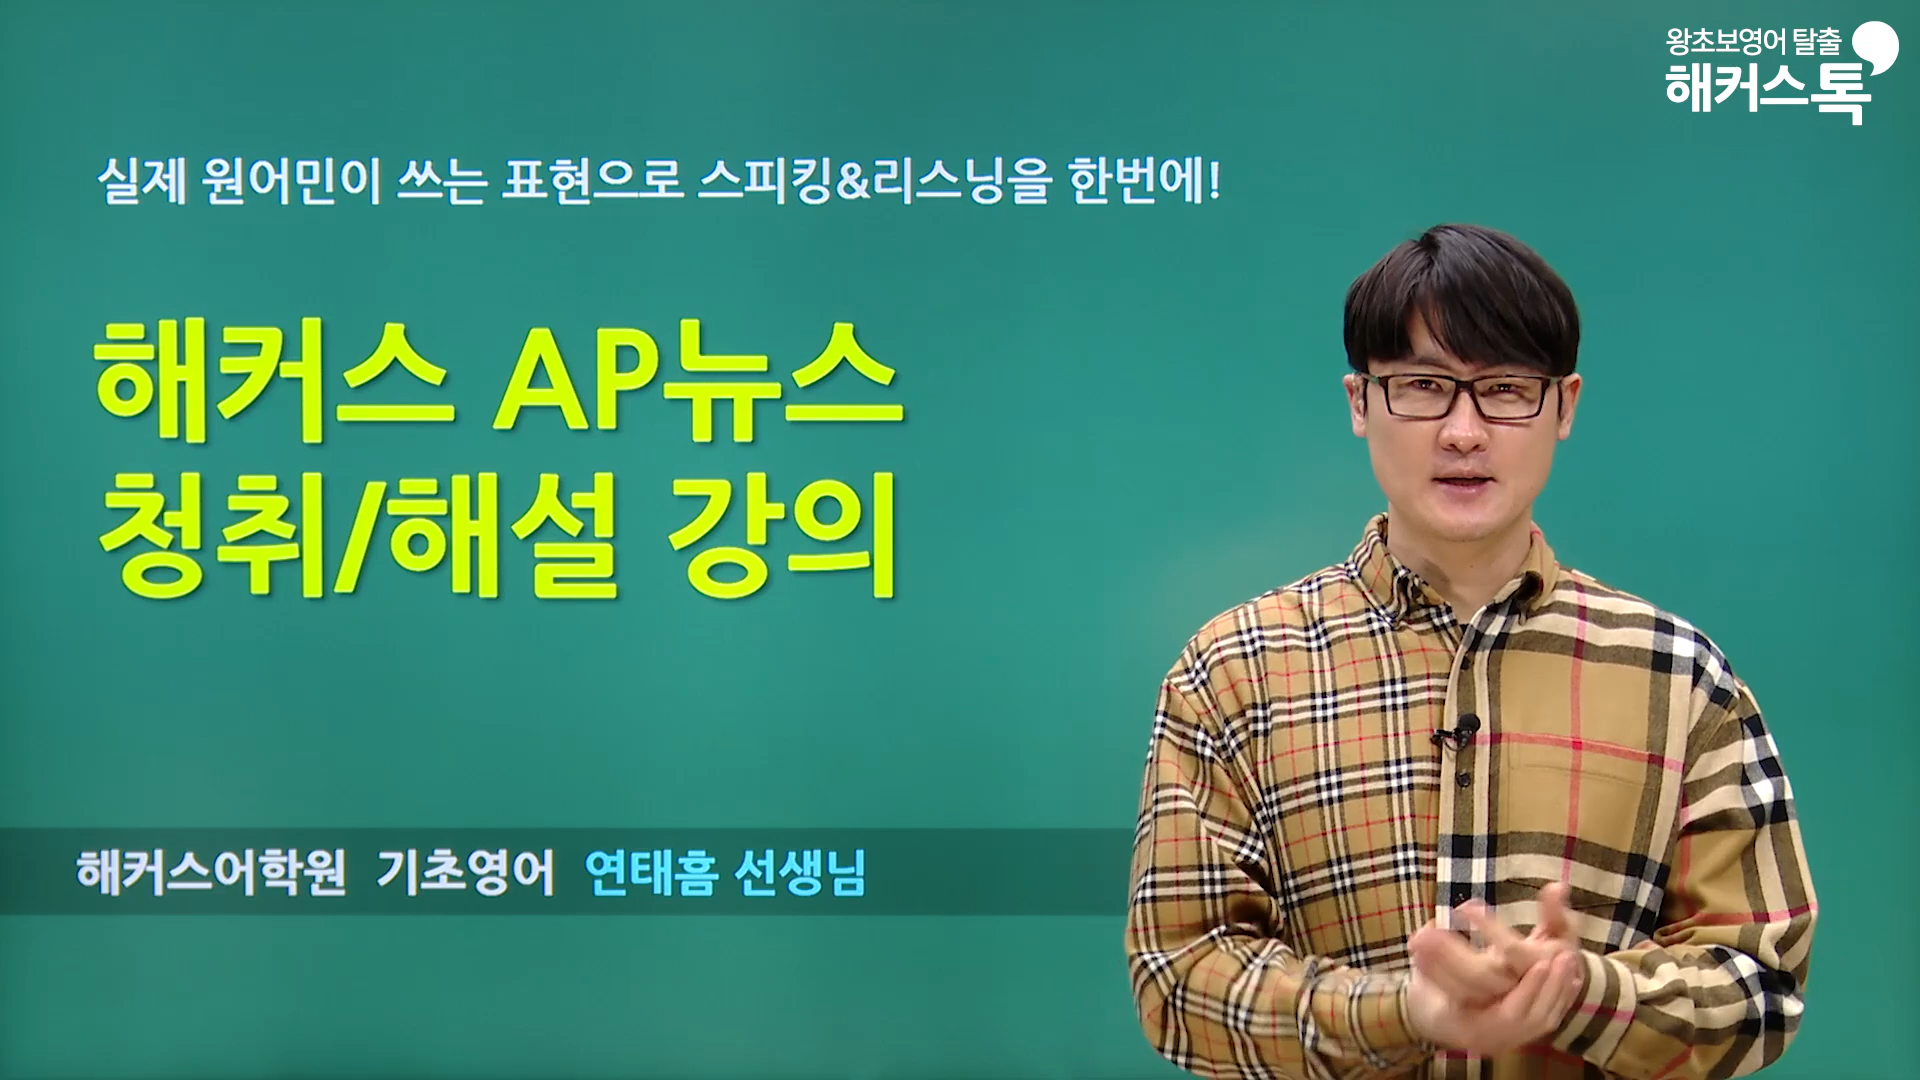 왕초보영어 탈출
해커스톡
실제 원어민이 쓰는 표현으로 스피킹&리스닝을 한번에!
해커스 AP뉴스
청취/해설 강의
해커스어학원 기초영어 연태흠 선생님